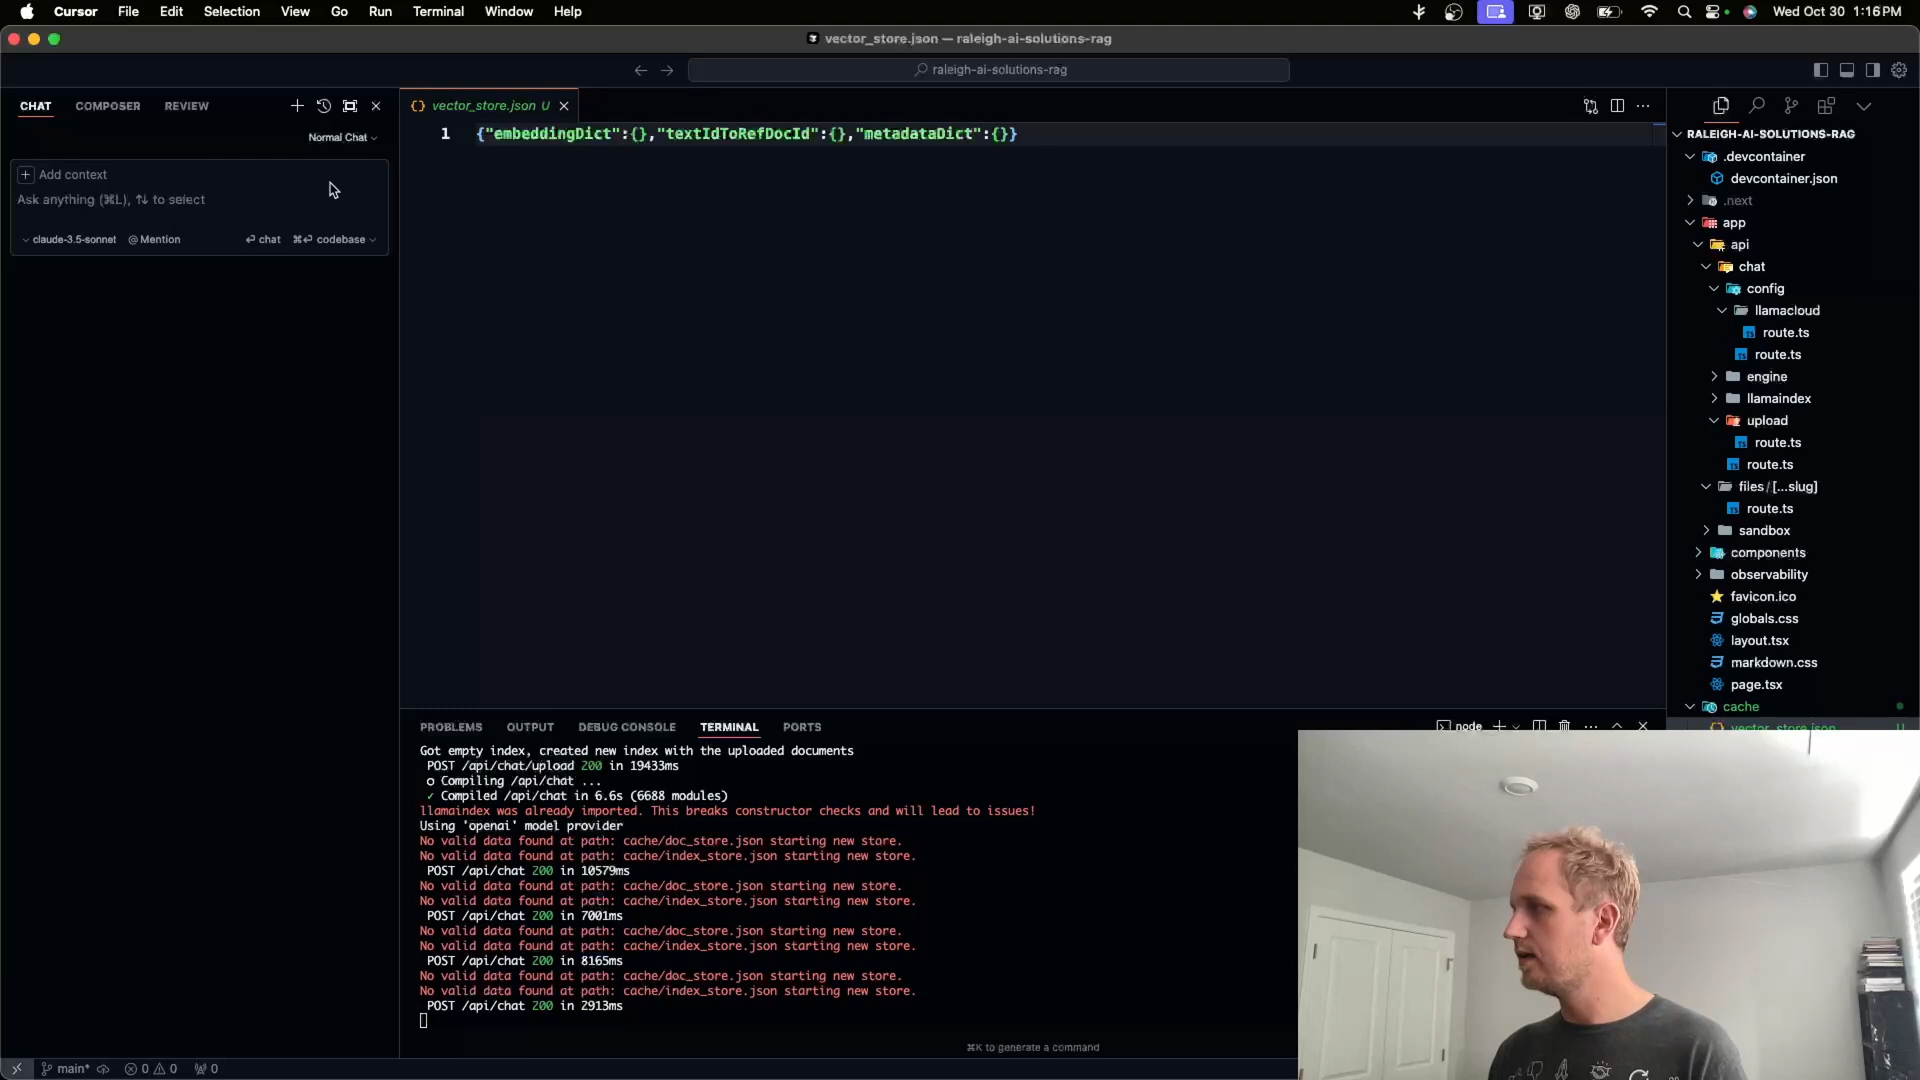 Cursor File Edit Selection View Go Run Terminal Window Help
Wed Oct 30 1:16 PM
vector_store.json — raleigh-ai-solutions-rag
raleigh-ai-solutions-rag
CHAT COMPOSER REVIEW
Normal Chat
Add context
Ask anything (⌘L), ↑↓ to select
claude-3.5-sonnet @ Mention ⏎ chat ⌘⏎ codebase
{} vector_store.json U
1 {"embeddingDict":{},"textIdToRefDocId":{},"metadataDict":{}}
RALEIGH-AI-SOLUTIONS-RAG
.devcontainer
devcontainer.json
.next
app
api
chat
config
llamacloud
TS route.ts
TS route.ts
engine
llamaindex
upload
TS route.ts
TS route.ts
files / [...slug]
TS route.ts
sandbox
components
observability
favicon.ico
globals.css
layout.tsx
markdown.css
page.tsx
cache
{} vector_store.json U
PROBLEMS OUTPUT DEBUG CONSOLE TERMINAL PORTS
node
Got empty index, created new index with the uploaded documents
POST /api/chat/upload 200 in 19433ms
○ Compiling /api/chat ...
✓ Compiled /api/chat in 6.6s (6688 modules)
llamaindex was already imported. This breaks constructor checks and will lead to issues!
Using 'openai' model provider
No valid data found at path: cache/doc_store.json starting new store.
No valid data found at path: cache/index_store.json starting new store.
POST /api/chat 200 in 10579ms
No valid data found at path: cache/doc_store.json starting new store.
No valid data found at path: cache/index_store.json starting new store.
POST /api/chat 200 in 7001ms
No valid data found at path: cache/doc_store.json starting new store.
No valid data found at path: cache/index_store.json starting new store.
POST /api/chat 200 in 8165ms
No valid data found at path: cache/doc_store.json starting new store.
No valid data found at path: cache/index_store.json starting new store.
POST /api/chat 200 in 2913ms
⌘K to generate a command
main* 0 0 0